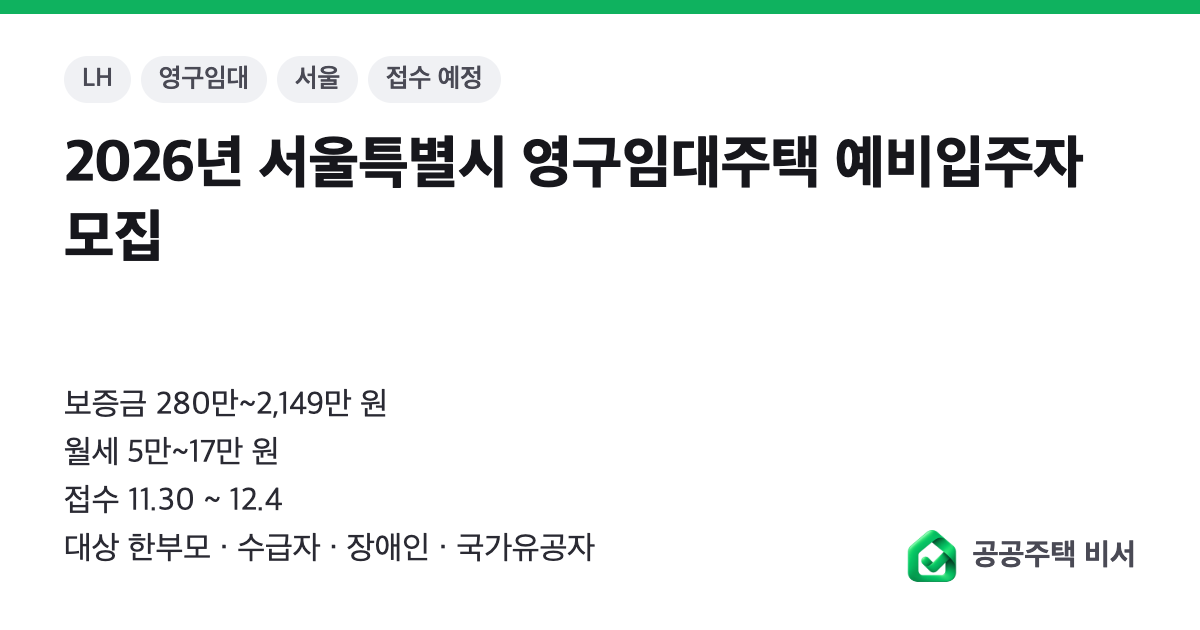 LH 영구임대 서울 접수 예정
2026년 서울특별시 영구임대주택 예비입주자
모집
보증금 280만~2,149만 원
월세 5만~17만 원
접수 11.30 ~ 12.4
대상 한부모 · 수급자 · 장애인 · 국가유공자
공공주택 비서